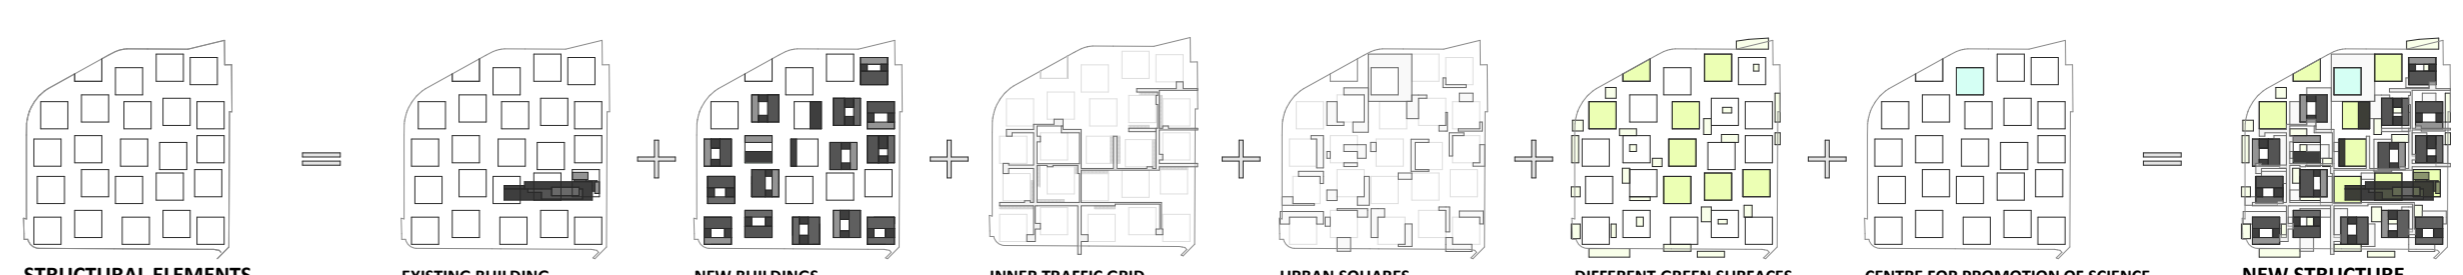 STRUCTURAL ELEMENTS
EXISTING BUILDING
NEW BUILDINGS
INNER TRAFFIC GRID
URBAN SQUARES
DIFFERENT GREEN SURFACES
CENTRE FOR PROMOTION OF SCIENCE
NEW STRUCTURE